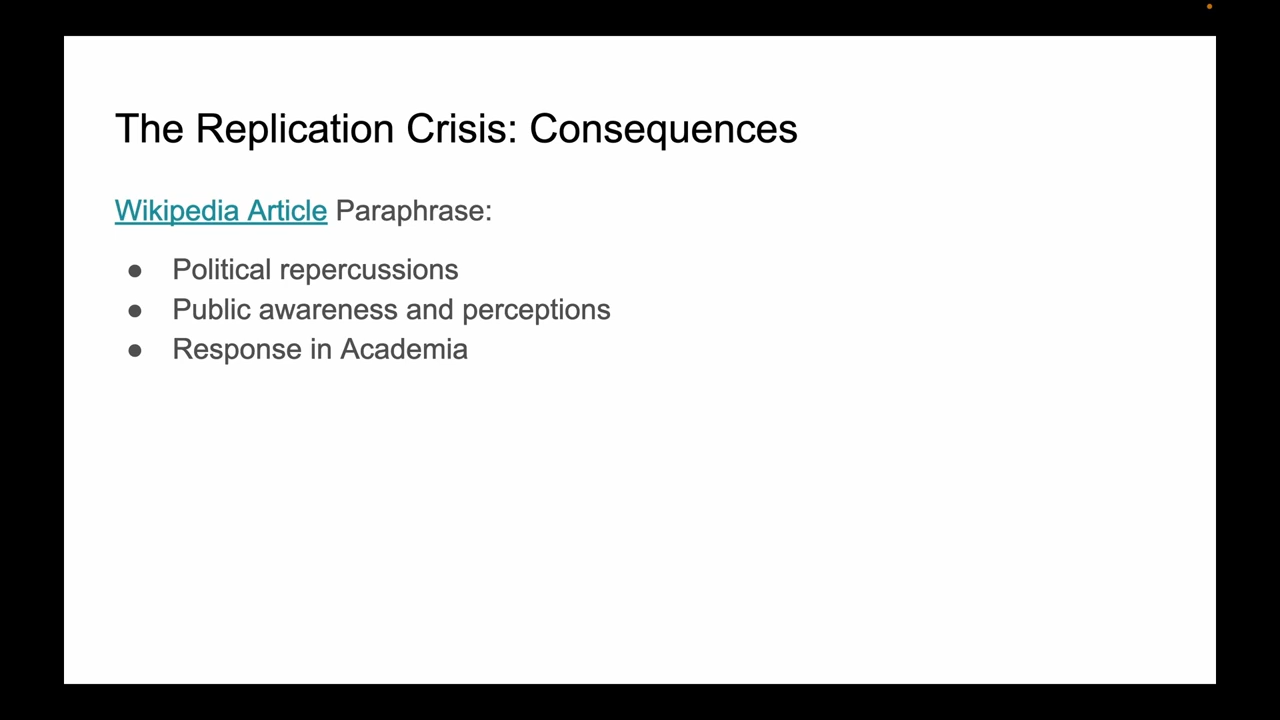 The Replication Crisis: Consequences
Wikipedia Article Paraphrase:
● Political repercussions
● Public awareness and perceptions
● Response in Academia